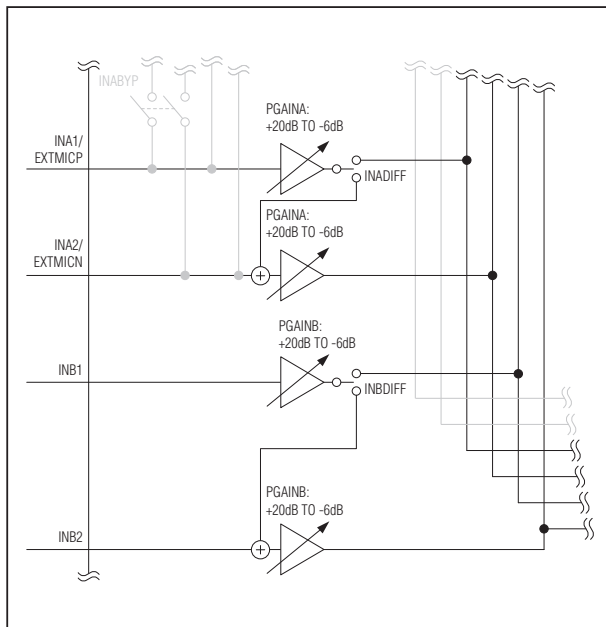 INABYP
PGAINA:
+20dB TO -6dB
INA1/
EXTMICP
INADIFF
PGAINA:
+20dB TO -6dB
INA2/
EXTMICN
+
PGAINB:
+20dB TO -6dB
INB1
INBDIFF
PGAINB:
+20dB TO -6dB
INB2
+